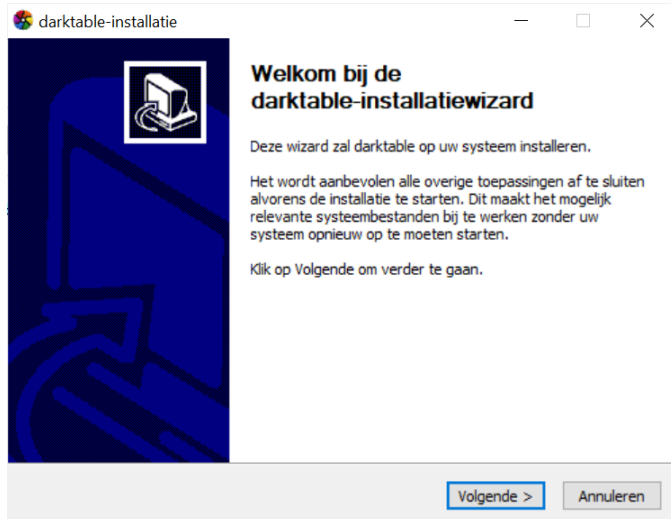 darktable-installatie
Welkom bij de
darktable-installatiewizard
Deze wizard zal darktable op uw systeem installeren.
Het wordt aanbevolen alle overige toepassingen af te sluiten
alvorens de installatie te starten. Dit maakt het mogelijk
relevante systeembestanden bij te werken zonder uw
systeem opnieuw op te moeten starten.
Klik op Volgende om verder te gaan.
Volgende >
Annuleren